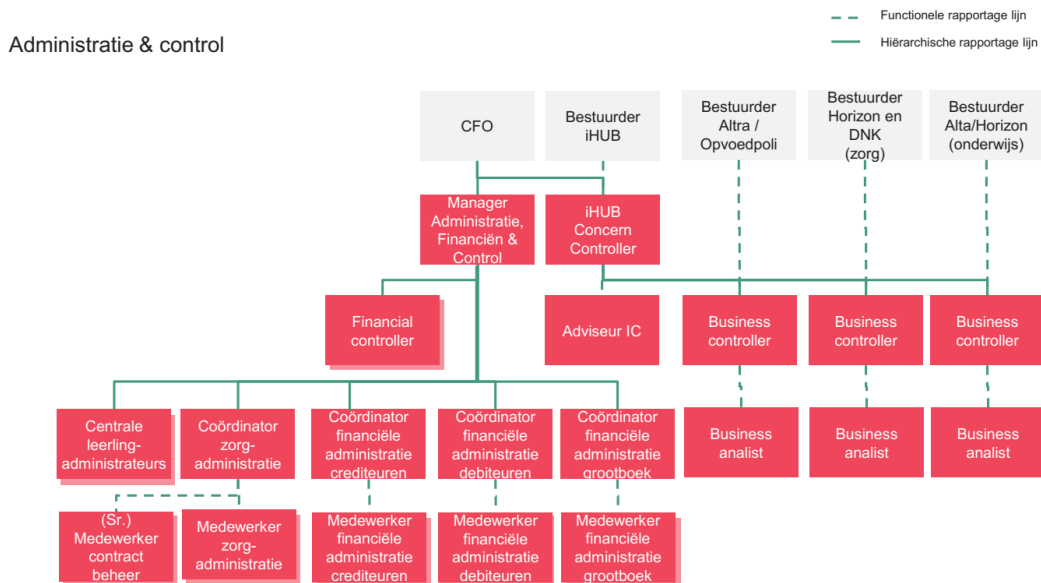 Functionele rapportage lijn
Administratie & control
Hiërarchische rapportage lijn
CFO
Bestuurder
iHUB
Bestuurder
Altra /
Opvoedpoli
Bestuurder
Horizon en
DNK
(zorg)
Bestuurder
Alta/Horizon
(onderwijs)
Manager
Administratie,
Financiën &
Control
iHUB
Concern
Controller
Financial
controller
Adviseur IC
Business
controller
Business
controller
Business
controller
Centrale
leerling-
administrateurs
Coördinator
zorg-
administratie
Coördinator
financiële
administratie
crediteuren
Coördinator
financiële
administratie
debiteuren
Coördinator
financiële
administratie
grootboek
Business
analist
Business
analist
Business
analist
(Sr.)
Medewerker
contract
beheer
Medewerker
zorg-
administratie
Medewerker
financiële
administratie
crediteuren
Medewerker
financiële
administratie
debiteuren
Medewerker
financiële
administratie
grootboek